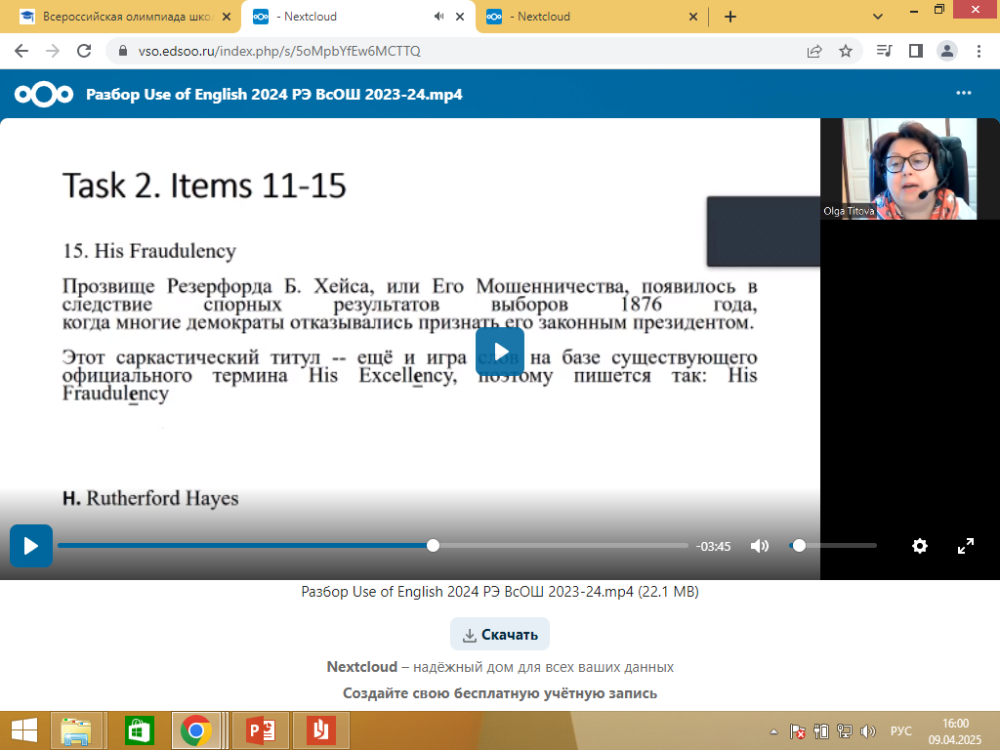 Всероссийская олимпиада шко
- Nextcloud
- Nextcloud
vso.edsoo.ru/index.php/s/5oMpbYfEw6MCTTQ
Разбор Use of English 2024 РЭ ВсОШ 2023-24.mp4
Task 2. Items 11-15
Olga Titova
15. His Fraudulency
Прозвище Резерфорда Б. Хейса, или Его Мошенничества, появилось в
следствие спорных результатов выборов 1876 года,
когда многие демократы отказывались признать его законным президентом.
Этот саркастический титул -- ещё и игра слов на базе существующего
официального термина His Excellency, поэтому пишется так: His
Fraudulency
H. Rutherford Hayes
-03:45
Разбор Use of English 2024 РЭ ВсОШ 2023-24.mp4 (22.1 MB)
Скачать
Nextcloud – надёжный дом для всех ваших данных
Создайте свою бесплатную учётную запись
РУС
16:00
09.04.2025